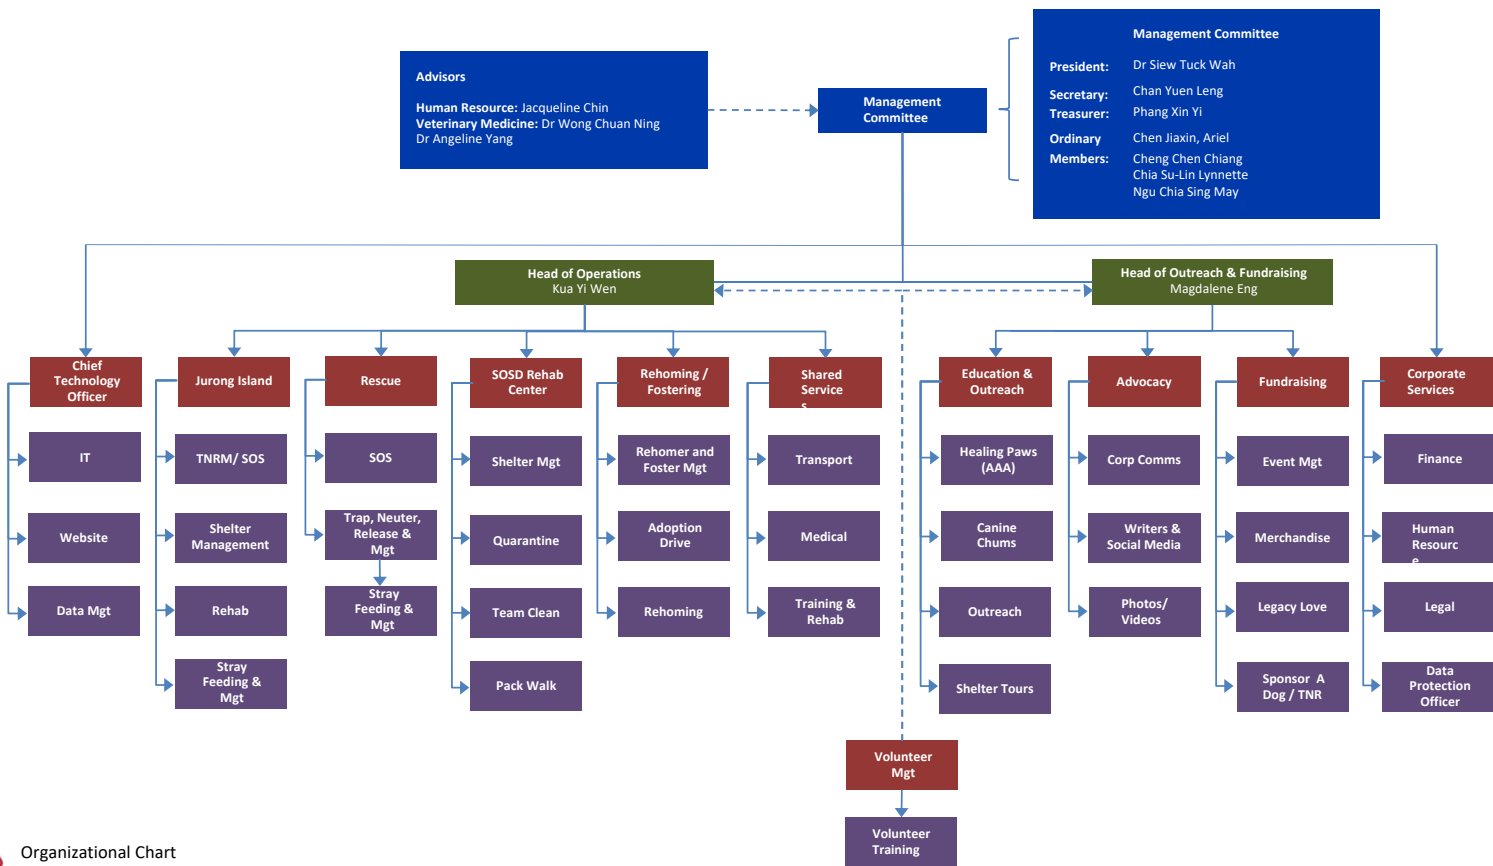 Management Committee
President: Dr Siew Tuck Wah
Secretary: Chan Yuen Leng
Treasurer: Phang Xin Yi
Ordinary Chen Jiaxin, Ariel
Members: Cheng Chen Chiang
Chia Su-Lin Lynnette
Ngu Chia Sing May
Advisors
Human Resource: Jacqueline Chin
Veterinary Medicine: Dr Wong Chuan Ning
Dr Angeline Yang
Management
Committee
Head of Operations
Kua Yi Wen
Head of Outreach & Fundraising
Magdalene Eng
Chief
Technology
Officer
IT
Website
Data Mgt
Jurong Island
TNRM/ SOS
Shelter
Management
Rehab
Stray
Feeding &
Mgt
Rescue
SOS
Trap, Neuter,
Release &
Mgt
Stray
Feeding &
Mgt
SOSD Rehab
Center
Shelter Mgt
Quarantine
Team Clean
Pack Walk
Rehoming /
Fostering
Rehomer and
Foster Mgt
Adoption
Drive
Rehoming
Shared
Service
s
Transport
Medical
Training &
Rehab
Education &
Outreach
Healing Paws
(AAA)
Canine
Chums
Outreach
Shelter Tours
Advocacy
Corp Comms
Writers &
Social Media
Photos/
Videos
Fundraising
Event Mgt
Merchandise
Legacy Love
Sponsor A
Dog / TNR
Corporate
Services
Finance
Human
Resourc
e
Legal
Data
Protection
Officer
Volunteer
Mgt
Volunteer
Training
Organizational Chart